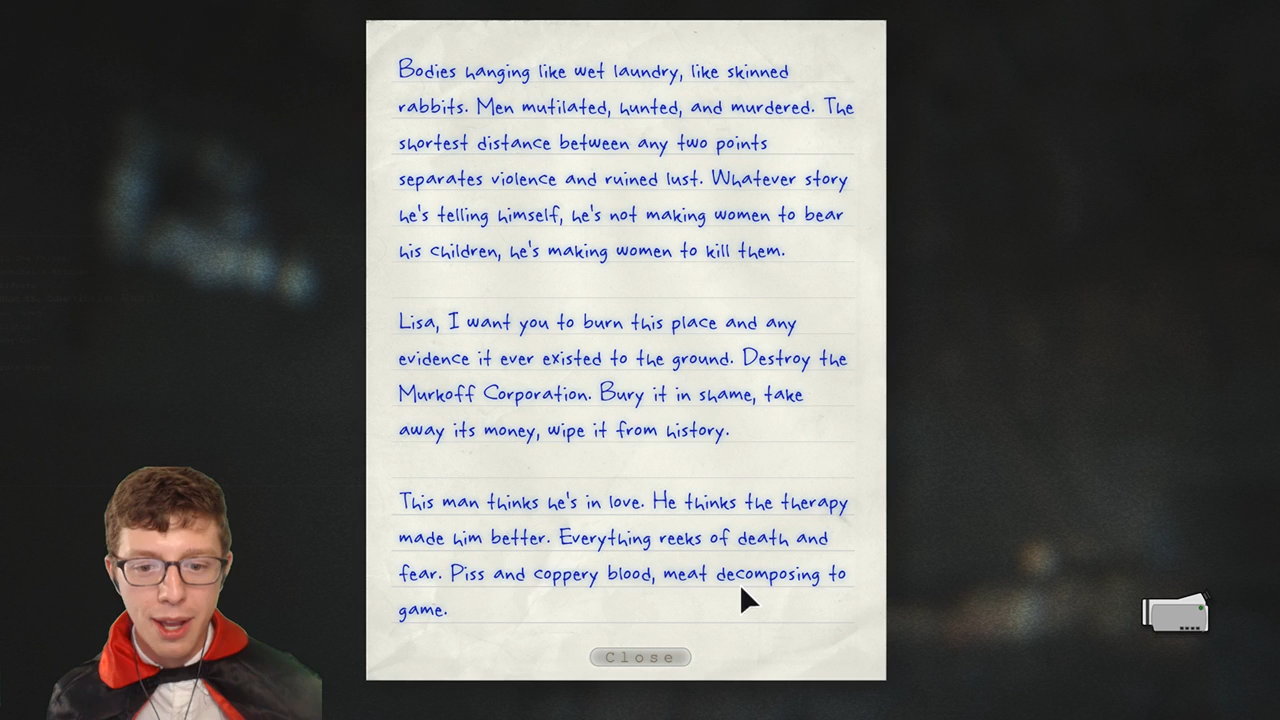 Bodies hanging like wet laundry, like skinned
rabbits. Men mutilated, hunted, and murdered. The
shortest distance between any two points
separates violence and ruined lust. Whatever story
he's telling himself, he's not making women to bear
his children, he's making women to kill them.
Lisa, I want you to burn this place and any
evidence it ever existed to the ground. Destroy the
Murkoff Corporation. Bury it in shame, take
away its money, wipe it from history.
This man thinks he's in love. He thinks the therapy
made him better. Everything reeks of death and
fear. Piss and coppery blood, meat decomposing to
game.
Close